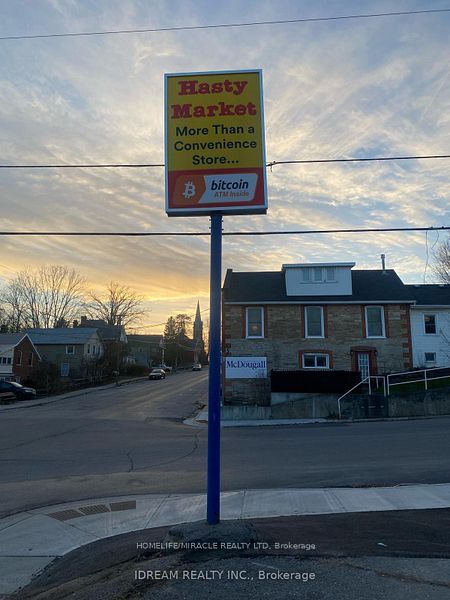 Hasty
Market
More Than a
Convenience
Store...
bitcoin
ATM Inside
McDougall
HOMELIFE/MIRACLE REALTY LTD, Brokerage
IDREAM REALTY INC., Brokerage